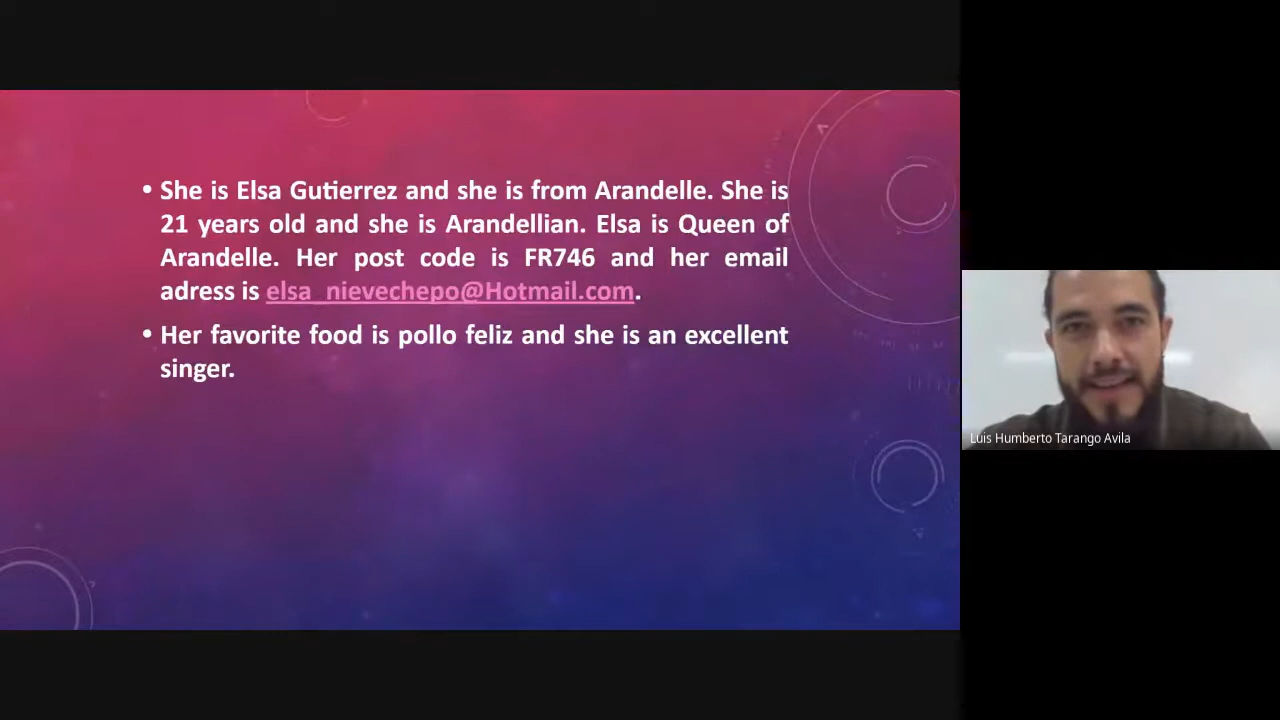 • She is Elsa Gutierrez and she is from Arandelle. She is
21 years old and she is Arandellian. Elsa is Queen of
Arandelle. Her post code is FR746 and her email
adress is elsa_nievechepo@Hotmail.com.
• Her favorite food is pollo feliz and she is an excellent
singer.
Luis Humberto Tarango Avila